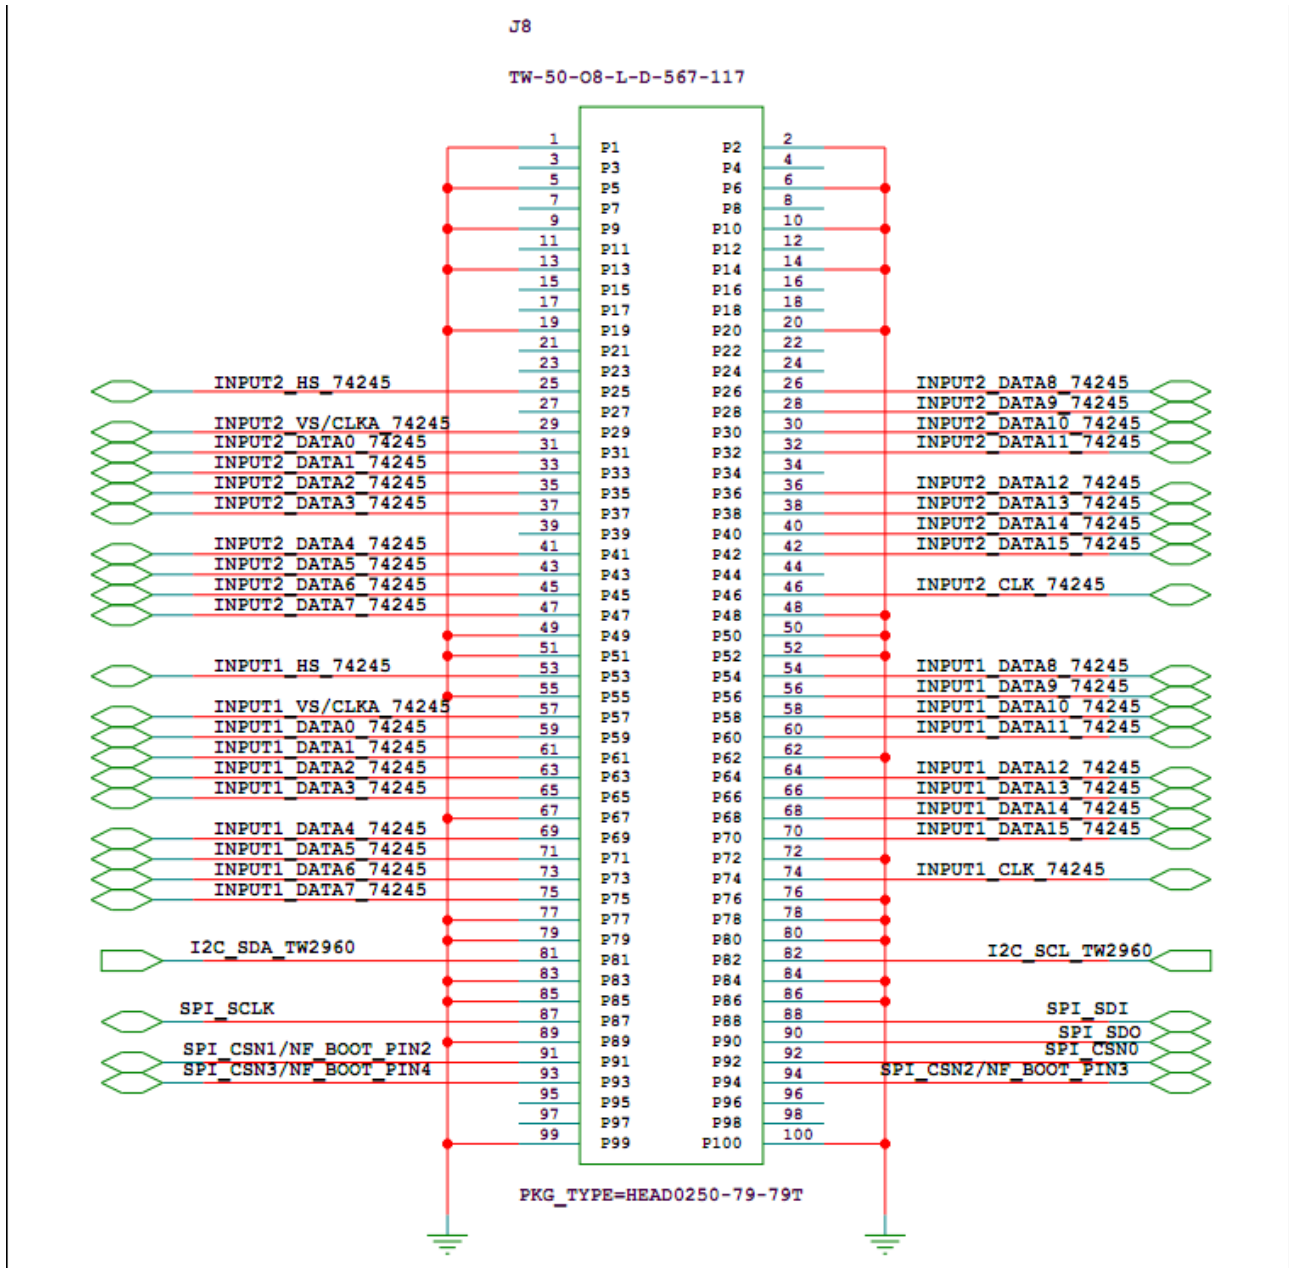 J8
TW-50-O8-L-D-567-117
1 P1 P2 2
3 P3 P4 4
5 P5 P6 6
7 P7 P8 8
9 P9 P10 10
11 P11 P12 12
13 P13 P14 14
15 P15 P16 16
17 P17 P18 18
19 P19 P20 20
21 P21 P22 22
23 P23 P24 24
INPUT2_HS_74245 25 P25 P26 26 INPUT2_DATA8_74245
27 P27 P28 28 INPUT2_DATA9_74245
INPUT2_VS/CLKA_74245 29 P29 P30 30 INPUT2_DATA10_74245
INPUT2_DATA0_74245 31 P31 P32 32 INPUT2_DATA11_74245
INPUT2_DATA1_74245 33 P33 P34 34
INPUT2_DATA2_74245 35 P35 P36 36 INPUT2_DATA12_74245
INPUT2_DATA3_74245 37 P37 P38 38 INPUT2_DATA13_74245
39 P39 P40 40 INPUT2_DATA14_74245
INPUT2_DATA4_74245 41 P41 P42 42 INPUT2_DATA15_74245
INPUT2_DATA5_74245 43 P43 P44 44
INPUT2_DATA6_74245 45 P45 P46 46 INPUT2_CLK_74245
INPUT2_DATA7_74245 47 P47 P48 48
49 P49 P50 50
51 P51 P52 52
INPUT1_HS_74245 53 P53 P54 54 INPUT1_DATA8_74245
55 P55 P56 56 INPUT1_DATA9_74245
INPUT1_VS/CLKA_74245 57 P57 P58 58 INPUT1_DATA10_74245
INPUT1_DATA0_74245 59 P59 P60 60 INPUT1_DATA11_74245
INPUT1_DATA1_74245 61 P61 P62 62
INPUT1_DATA2_74245 63 P63 P64 64 INPUT1_DATA12_74245
INPUT1_DATA3_74245 65 P65 P66 66 INPUT1_DATA13_74245
67 P67 P68 68 INPUT1_DATA14_74245
INPUT1_DATA4_74245 69 P69 P70 70 INPUT1_DATA15_74245
INPUT1_DATA5_74245 71 P71 P72 72
INPUT1_DATA6_74245 73 P73 P74 74 INPUT1_CLK_74245
INPUT1_DATA7_74245 75 P75 P76 76
77 P77 P78 78
79 P79 P80 80
I2C_SDA_TW2960 81 P81 P82 82 I2C_SCL_TW2960
83 P83 P84 84
85 P85 P86 86
SPI_SCLK 87 P87 P88 88 SPI_SDI
89 P89 P90 90 SPI_SDO
SPI_CSN1/NF_BOOT_PIN2 91 P91 P92 92 SPI_CSN0
SPI_CSN3/NF_BOOT_PIN4 93 P93 P94 94 SPI_CSN2/NF_BOOT_PIN3
95 P95 P96 96
97 P97 P98 98
99 P99 P100 100
PKG_TYPE=HEAD0250-79-79T